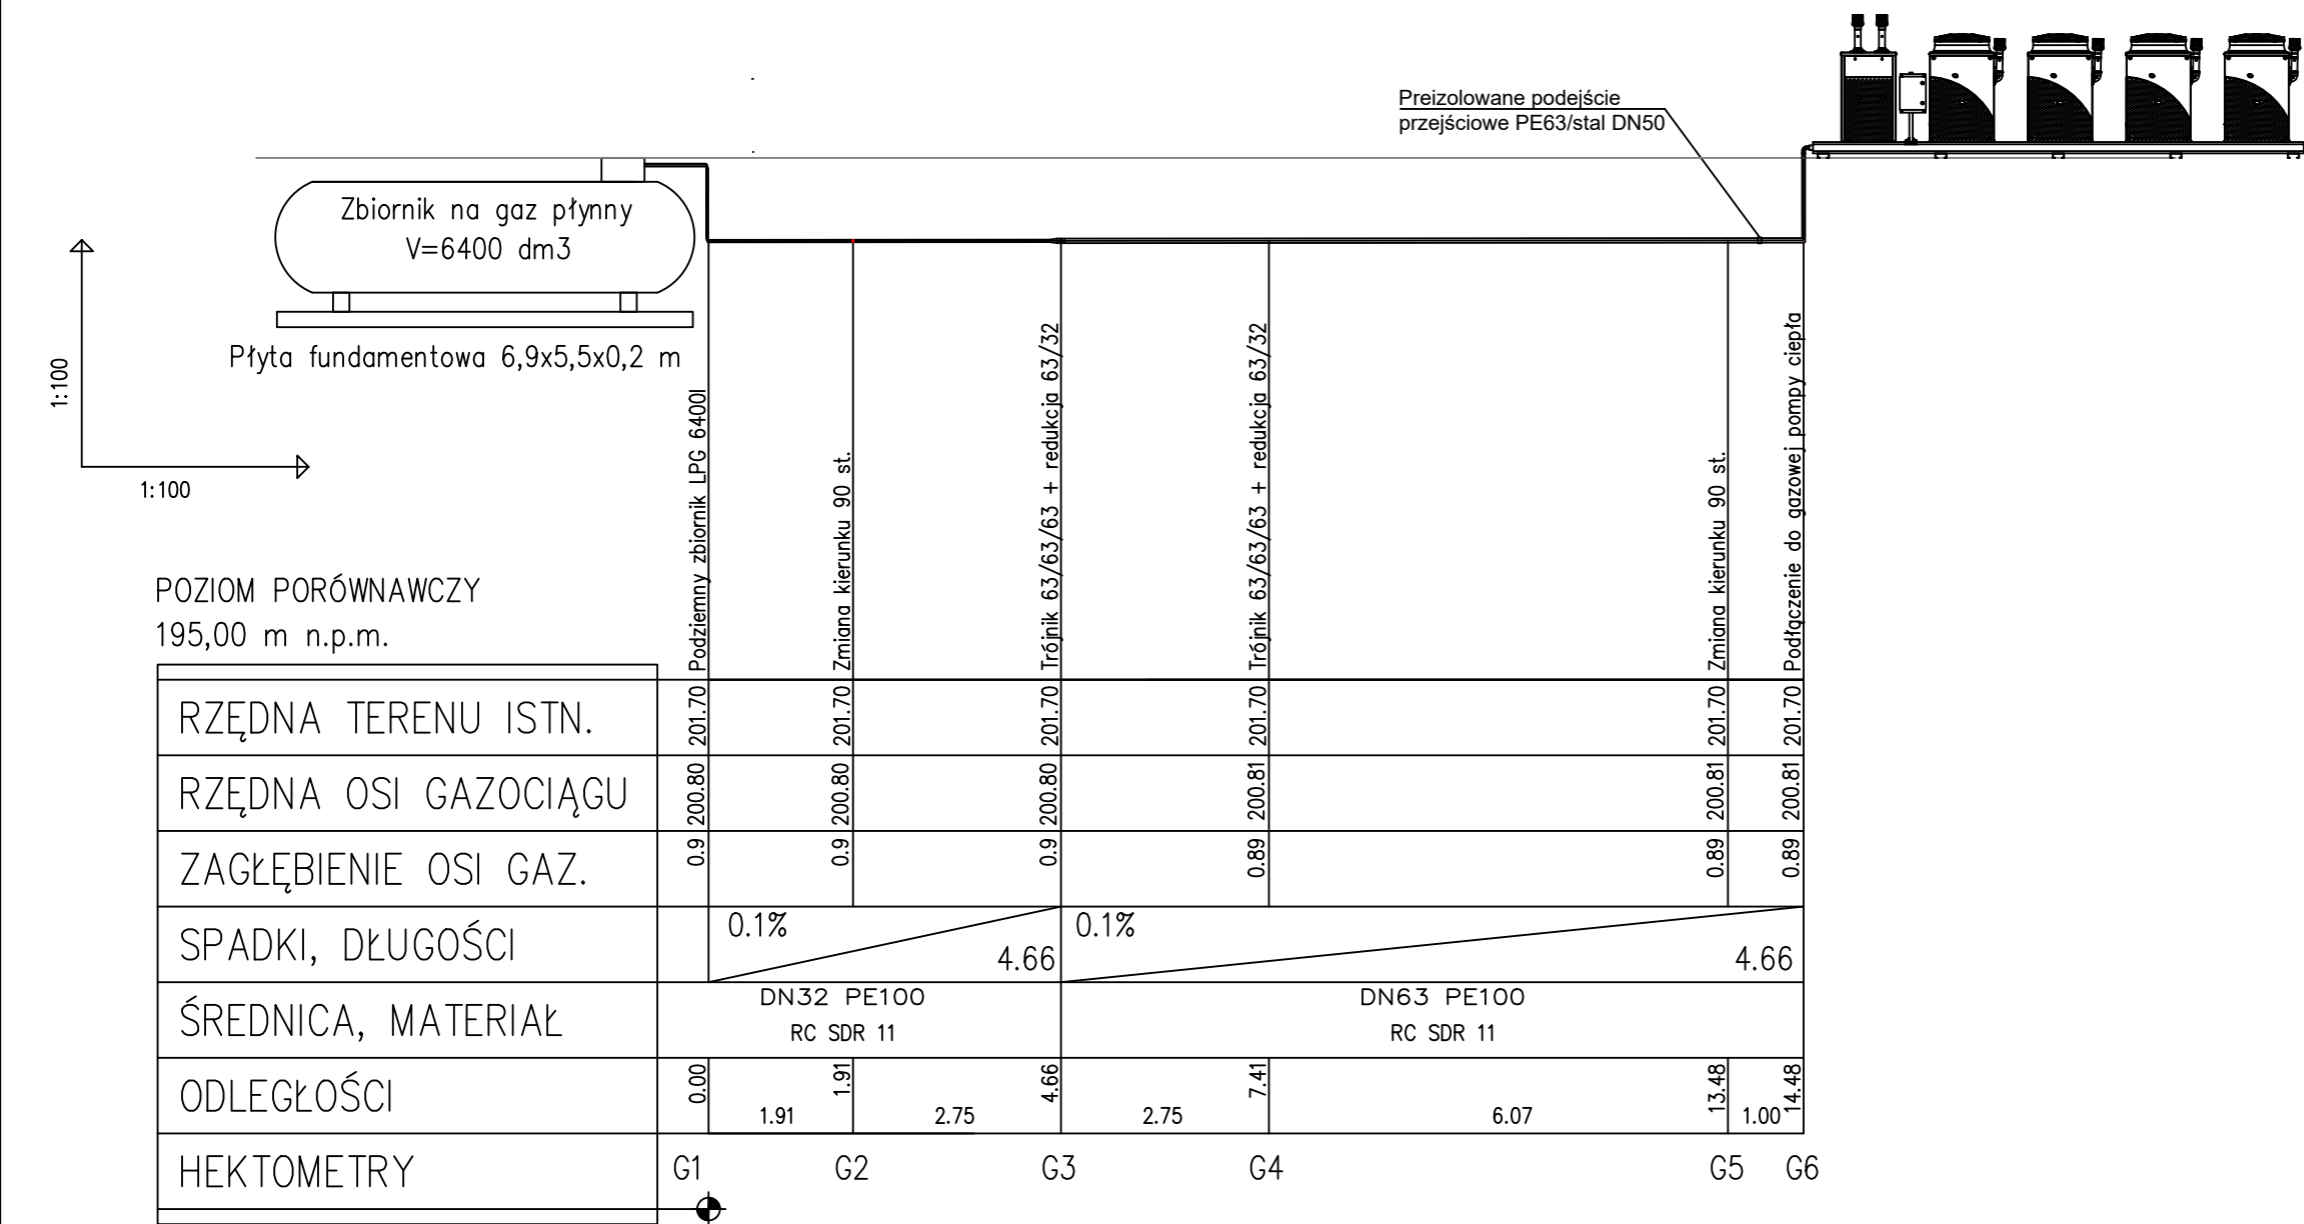 Preizolowane podejście
przejściowe PE63/stal DN50
Zbiornik na gaz płynny
V=6400 dm3
Płyta fundamentowa 6,9x5,5x0,2 m
1:100
1:100
Podziemny zbiornik LPG 6400l
Zmiana kierunku 90 st.
Trójnik 63/63/63 + redukcja 63/32
Trójnik 63/63/63 + redukcja 63/32
Zmiana kierunku 90 st.
Podłączenie do gazowej pompy ciepła
POZIOM PORÓWNAWCZY
195,00 m n.p.m.
RZĘDNA TERENU ISTN. 201.70 201.70 201.70 201.70 201.70 201.70
RZĘDNA OSI GAZOCIĄGU 200.80 200.80 200.80 200.81 200.81 200.81
ZAGŁĘBIENIE OSI GAZ. 0.9 0.9 0.9 0.89 0.89 0.89
SPADKI, DŁUGOŚCI 0.1% 4.66 0.1% 4.66
ŚREDNICA, MATERIAŁ
DN32 PE100
RC SDR 11
DN63 PE100
RC SDR 11
ODLEGŁOŚCI 0.00 1.91 4.66 7.41 13.48 14.48
1.91 2.75 2.75 6.07 1.00
HEKTOMETRY G1 G2 G3 G4 G5 G6